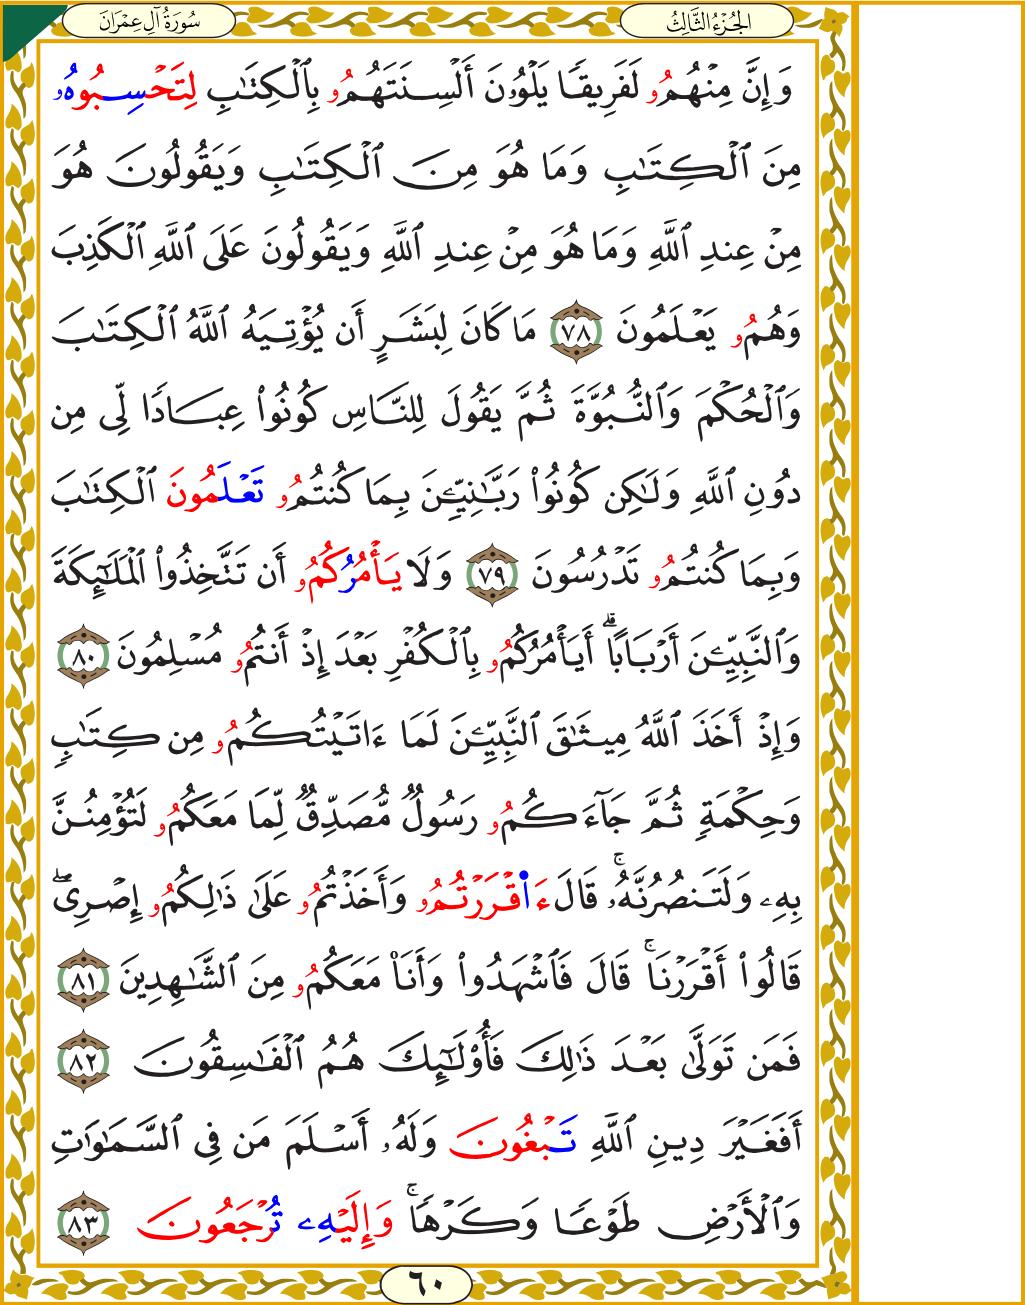 الجُزْءُ الثَّالِثُ
سُورَةُ آلِ عِمْرَانَ
وَإِنَّ مِنْهُمُۥ لَفَرِيقًا يَلْوُۥنَ أَلْسِنَتَهُمُۥ بِٱلْكِتَٰبِ لِتَحْسِبُوهُۥ
مِنَ ٱلْكِتَٰبِ وَمَا هُوَ مِنَ ٱلْكِتَٰبِ وَيَقُولُونَ هُوَ
مِنْ عِندِ ٱللَّهِ وَمَا هُوَ مِنْ عِندِ ٱللَّهِ وَيَقُولُونَ عَلَى ٱللَّهِ ٱلْكَذِبَ
وَهُمُۥ يَعْلَمُونَ ٧٨ مَا كَانَ لِبَشَرٍ أَن يُؤْتِيَهُ ٱللَّهُ ٱلْكِتَٰبَ
وَٱلْحُكْمَ وَٱلنُّبُوَّةَ ثُمَّ يَقُولَ لِلنَّاسِ كُونُوا۟ عِبَادًا لِّى مِن
دُونِ ٱللَّهِ وَلَٰكِن كُونُوا۟ رَبَّٰنِيِّۦنَ بِمَا كُنتُمُۥ تَعْلَمُونَ ٱلْكِتَٰبَ
وَبِمَا كُنتُمُۥ تَدْرُسُونَ ٧٩ وَلَا يَأْمُرُكُمُۥ أَن تَتَّخِذُوا۟ ٱلْمَلَٰٓئِكَةَ
وَٱلنَّبِيِّۦنَ أَرْبَابًا ۗ أَيَأْمُرُكُمُۥ بِٱلْكُفْرِ بَعْدَ إِذْ أَنتُمُۥ مُسْلِمُونَ ٨٠
وَإِذْ أَخَذَ ٱللَّهُ مِيثَٰقَ ٱلنَّبِيِّۦنَ لَمَا ءَاتَيْتُكُمُۥ مِن كِتَٰبٍ
وَحِكْمَةٍ ثُمَّ جَآءَكُمُۥ رَسُولٌ مُّصَدِّقٌ لِّمَا مَعَكُمُۥ لَتُؤْمِنُنَّ
بِهِۦ وَلَتَنصُرُنَّهُۥ ۚ قَالَ ءَا۬قْرَرْتُمُۥ وَأَخَذْتُمُۥ عَلَىٰ ذَٰلِكُمُۥ إِصْرِى ۖ
قَالُوا۟ أَقْرَرْنَا ۚ قَالَ فَٱشْهَدُوا۟ وَأَنَا۠ مَعَكُمُۥ مِنَ ٱلشَّٰهِدِينَ ٨١
فَمَن تَوَلَّىٰ بَعْدَ ذَٰلِكَ فَأُو۟لَٰٓئِكَ هُمُ ٱلْفَٰسِقُونَ ٨٢
أَفَغَيْرَ دِينِ ٱللَّهِ تَبْغُونَ وَلَهُۥ أَسْلَمَ مَن فِى ٱلسَّمَٰوَٰتِ
وَٱلْأَرْضِ طَوْعًا وَكَرْهًا ۚ وَإِلَيْهِۦ تُرْجَعُونَ ٨٣
٦٠